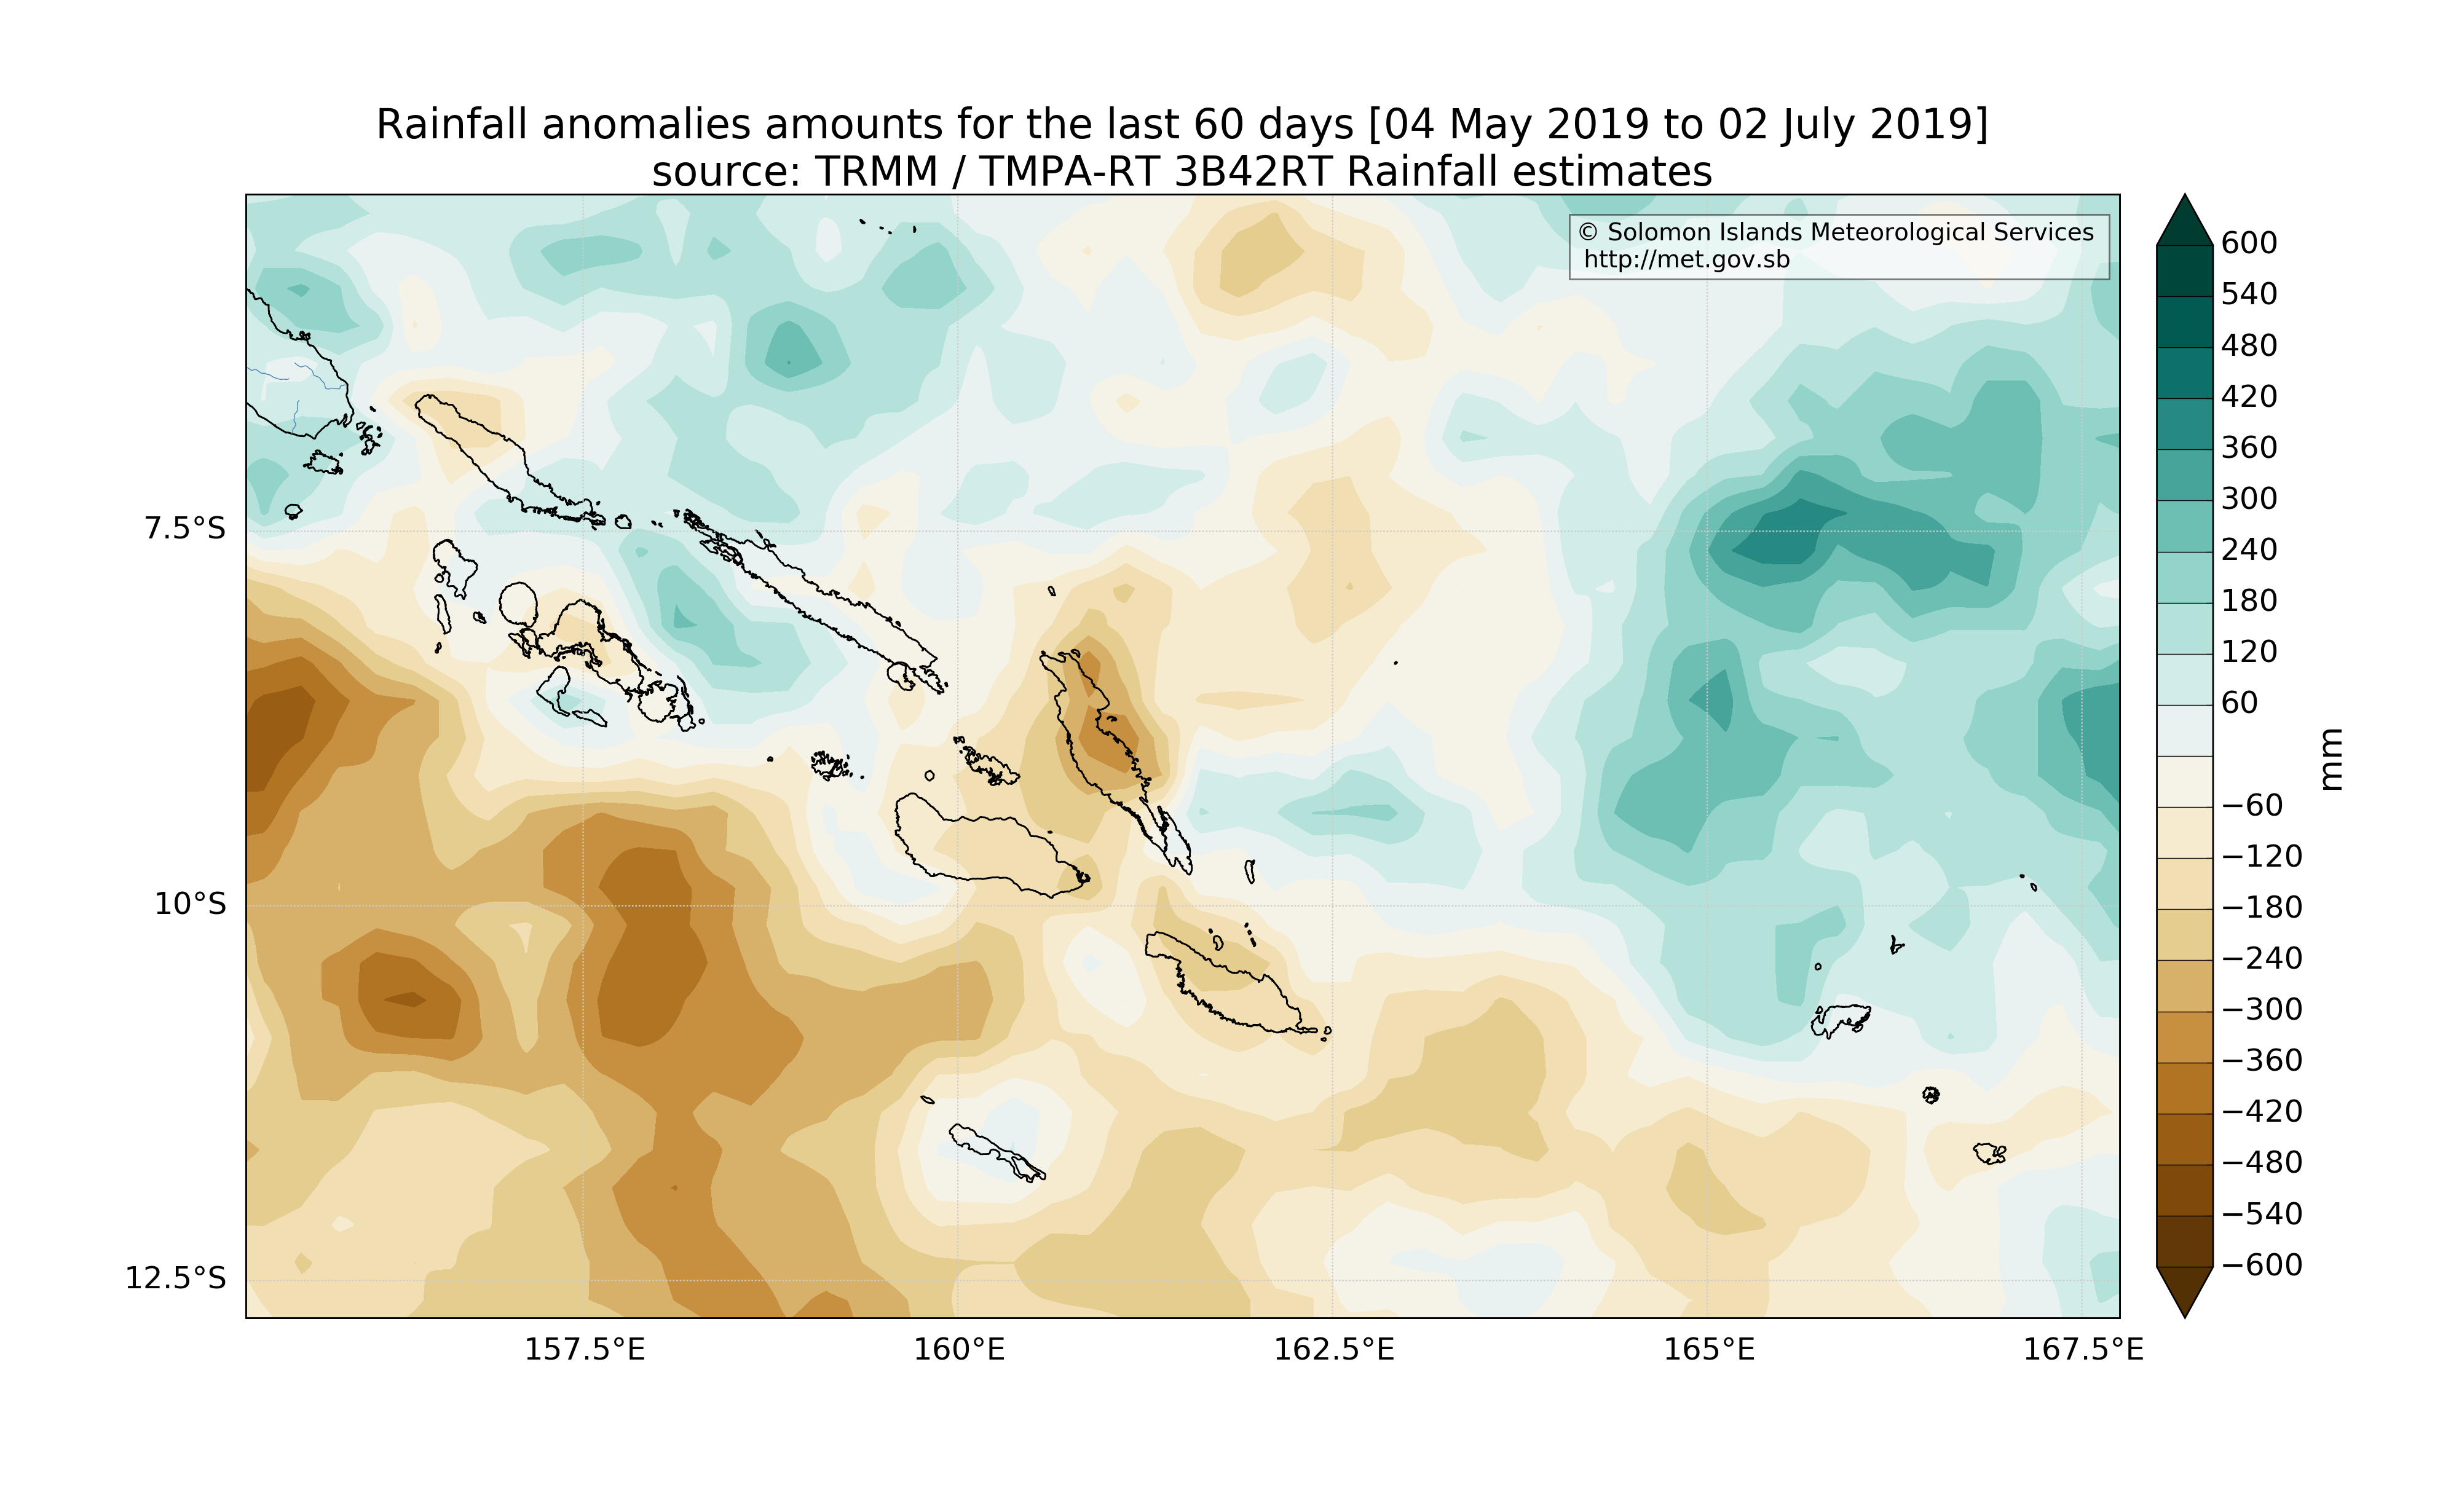 Rainfall anomalies amounts for the last 60 days [04 May 2019 to 02 July 2019]
source: TRMM / TMPA-RT 3B42RT Rainfall estimates
© Solomon Islands Meteorological Services
http://met.gov.sb
7.5°S
10°S
12.5°S
157.5°E
160°E
162.5°E
165°E
167.5°E
600
540
480
420
360
300
240
180
120
60
−60
−120
−180
−240
−300
−360
−420
−480
−540
−600
mm